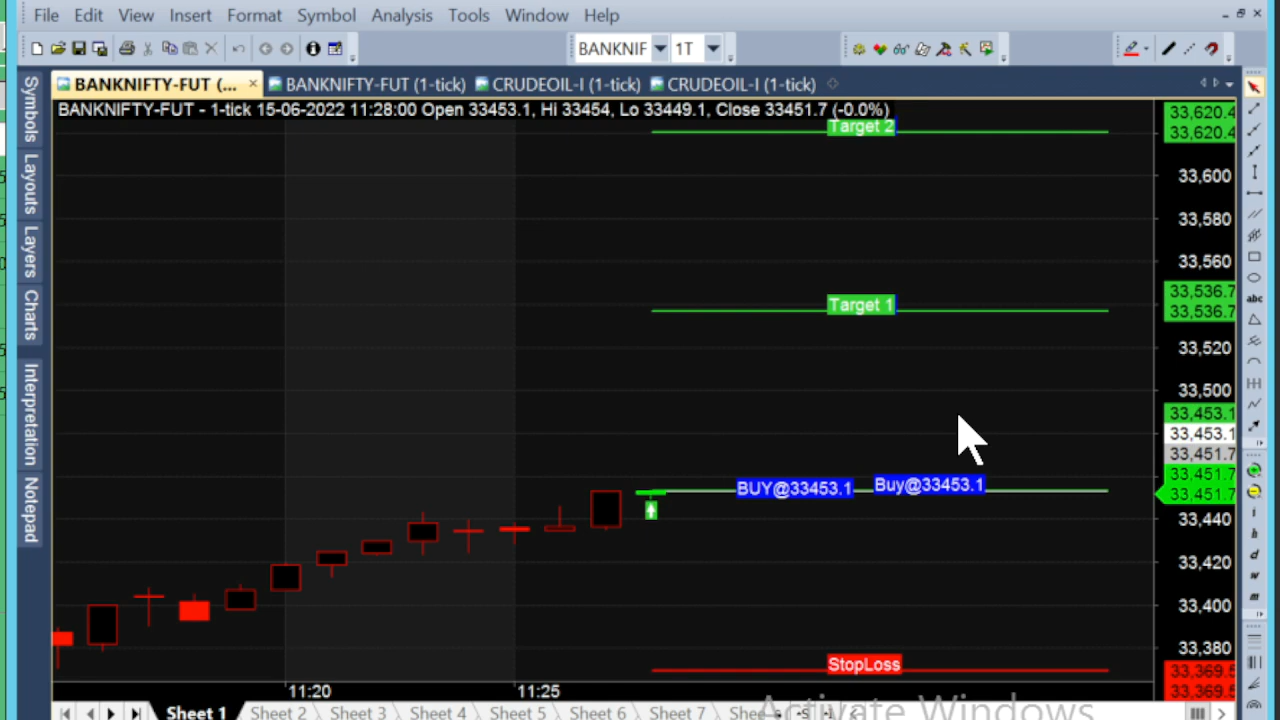 File Edit View Insert Format Symbol Analysis Tools Window Help
BANKNIF 1T
BANKNIFTY-FUT (... BANKNIFTY-FUT (1-tick) CRUDEOIL-I (1-tick) CRUDEOIL-I (1-tick)
BANKNIFTY-FUT - 1-tick 15-06-2022 11:28:00 Open 33453.1, Hi 33454, Lo 33449.1, Close 33451.7 (-0.0%)
Symbols
Layouts
Layers
Charts
Interpretation
Notepad
Target 2
Target 1
BUY@33453.1 Buy@33453.1
StopLoss
33,620.4
33,620.4
33,600
33,580
33,560
33,536.7
33,536.7
33,520
33,500
33,453.1
33,453.1
33,451.7
33,451.7
33,451.7
33,440
33,420
33,400
33,380
33,369.5
33,369.5
abc
i
h
d
w
m
11:20 11:25
Sheet 1 Sheet 2 Sheet 3 Sheet 4 Sheet 5 Sheet 6 Sheet 7
Activate Windows